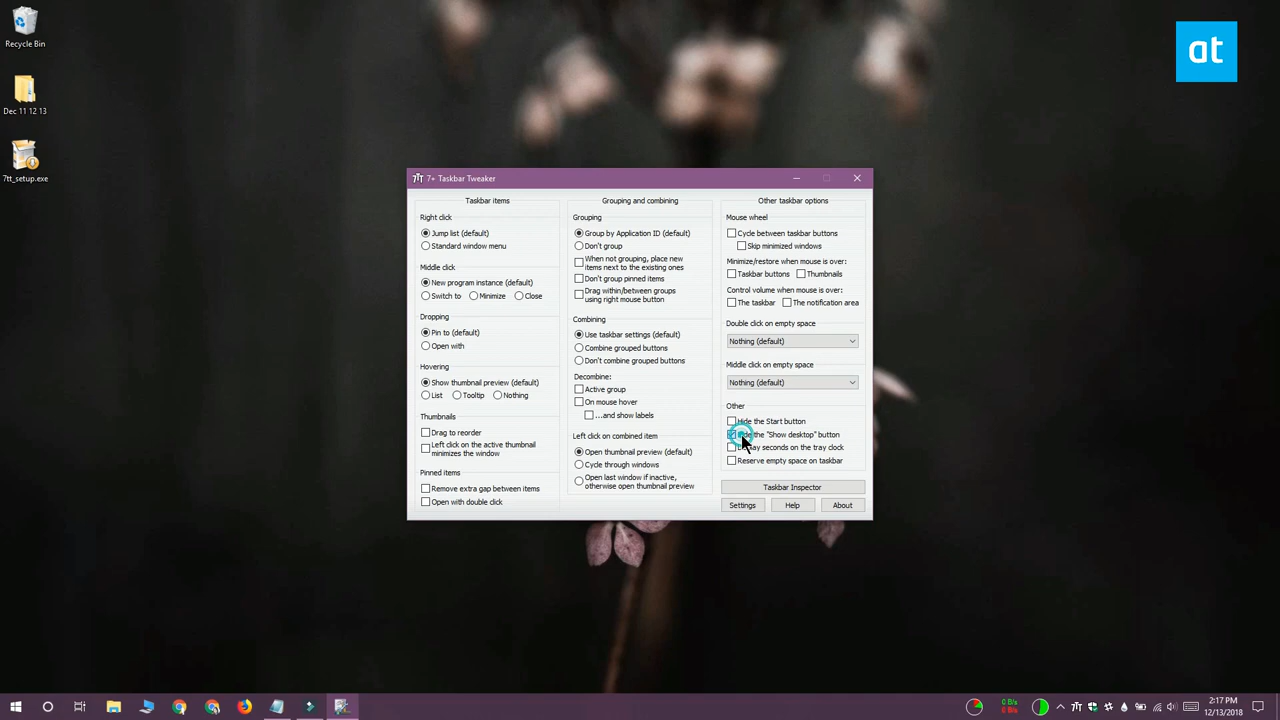 Recycle Bin
Dec 11 12.13
7tt_setup.exe
at
7+ Taskbar Tweaker
Taskbar items
Right click
Jump list (default)
Standard window menu
Middle click
New program instance (default)
Switch to Minimize Close
Dropping
Pin to (default)
Open with
Hovering
Show thumbnail preview (default)
List Tooltip Nothing
Thumbnails
Drag to reorder
Left click on the active thumbnail
minimizes the window
Pinned items
Remove extra gap between items
Open with double click
Grouping and combining
Grouping
Group by Application ID (default)
Don't group
When not grouping, place new
items next to the existing ones
Don't group pinned items
Drag within/between groups
using right mouse button
Combining
Use taskbar settings (default)
Combine grouped buttons
Don't combine grouped buttons
Decombine:
Active group
On mouse hover
...and show labels
Left click on combined item
Open thumbnail preview (default)
Cycle through windows
Open last window if inactive,
otherwise open thumbnail preview
Other taskbar options
Mouse wheel
Cycle between taskbar buttons
Skip minimized windows
Minimize/restore when mouse is over:
Taskbar buttons Thumbnails
Control volume when mouse is over:
The taskbar The notification area
Double click on empty space
Nothing (default)
Middle click on empty space
Nothing (default)
Other
Hide the Start button
the "Show desktop" button
seconds on the tray clock
Reserve empty space on taskbar
Taskbar Inspector
Settings Help About
0 B/s
0 B/s
2:17 PM
12/13/2018